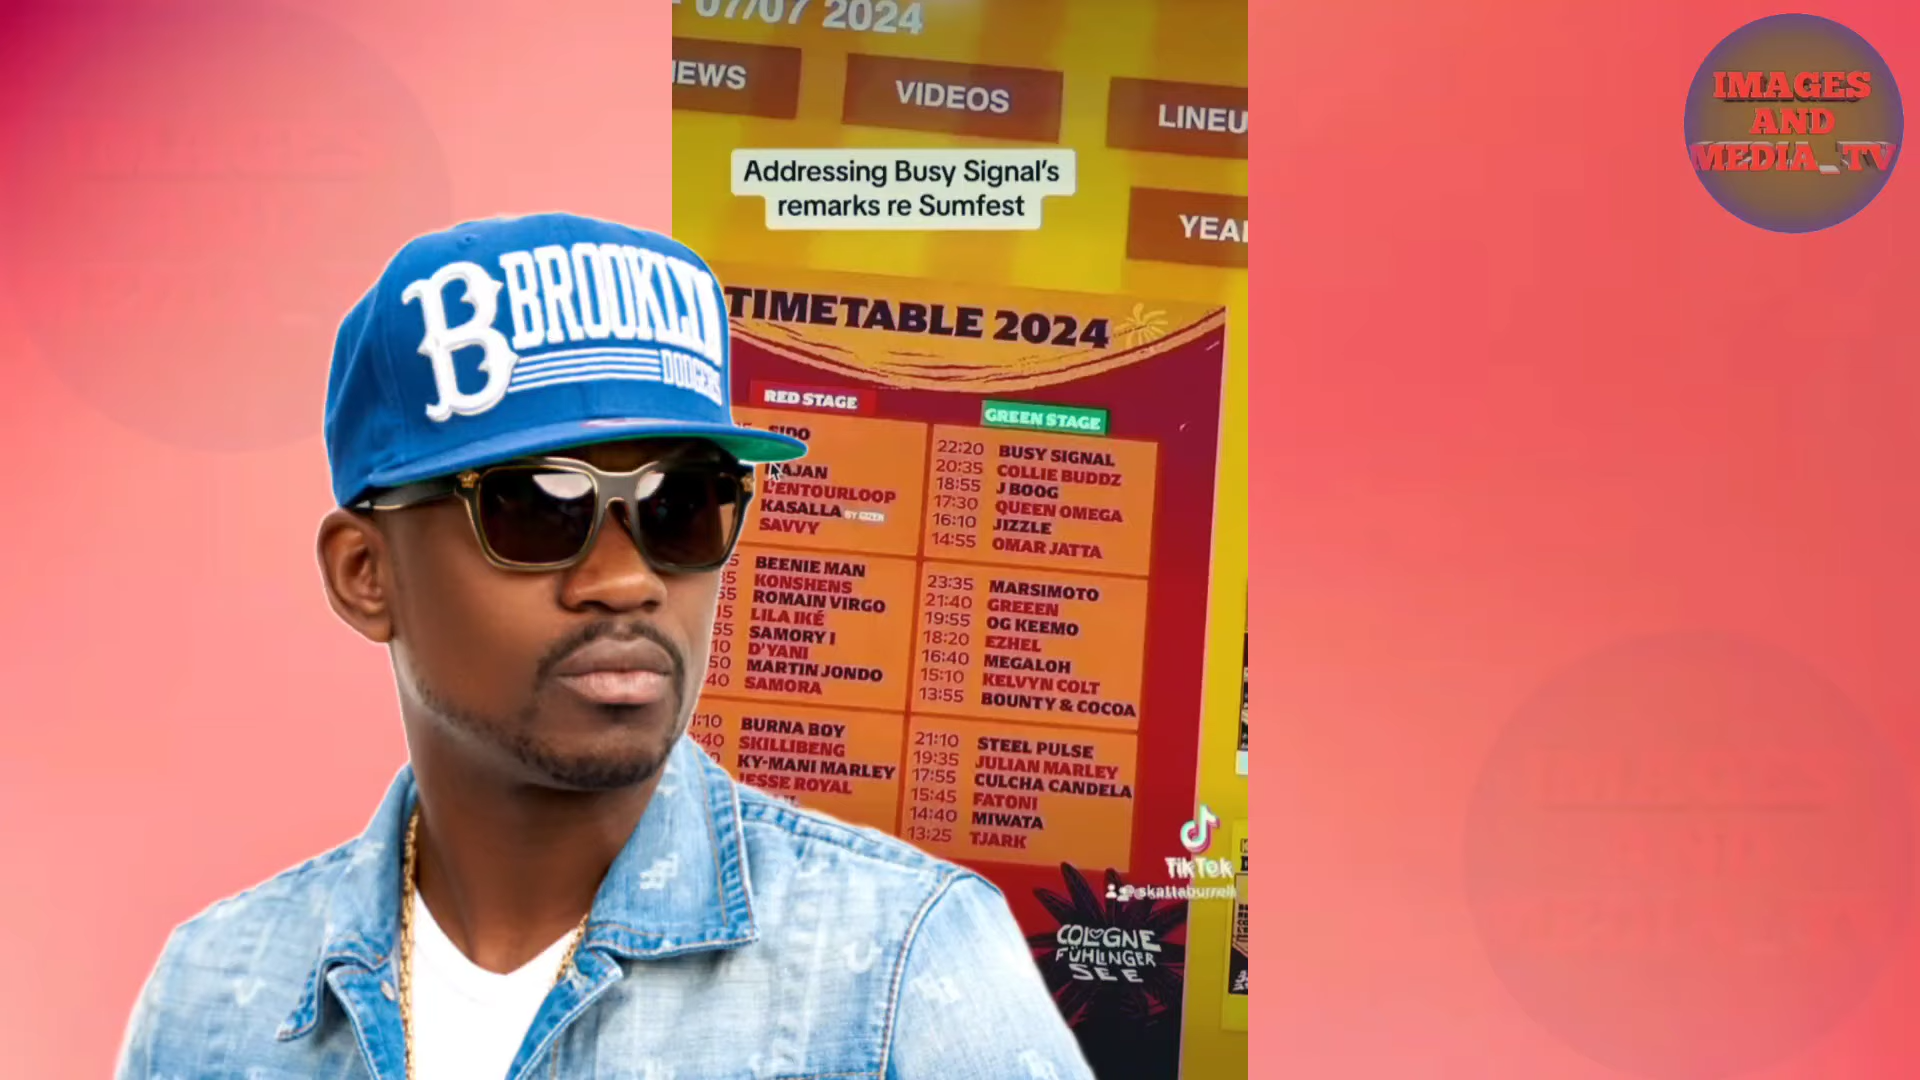 07/07 2024
VIDEOS
Addressing Busy Signal's
remarks re Sumfest
TIMETABLE 2024
RED STAGE
SIDO
L'ENTOURLOOP
KASALLA
SAVVY
BEENIE MAN
KONSHENS
ROMAIN VIRGO
LILA IKÉ
SAMORY I
D'YANI
MARTIN JONDO
SAMORA
BURNA BOY
SKILLIBENG
KY-MANI MARLEY
JESSE ROYAL
GREEN STAGE
22:20 BUSY SIGNAL
20:35 COLLIE BUDDZ
18:55 J BOOG
17:30 QUEEN OMEGA
16:10 JIZZLE
14:55 OMAR JATTA
23:35 MARSIMOTO
21:40 GREEEN
19:55 OG KEEMO
18:20 EZHEL
16:40 MEGALOH
15:10 KELVYN COLT
13:55 BOUNTY & COCOA
21:10 STEEL PULSE
19:35 JULIAN MARLEY
17:55 CULCHA CANDELA
15:45 FATONI
14:40 MIWATA
13:25 TJARK
COLOGNE
FÜHLINGER
SEE
TikTok
BROOKLYN
DODGERS
IMAGES
AND
MEDIA_TV